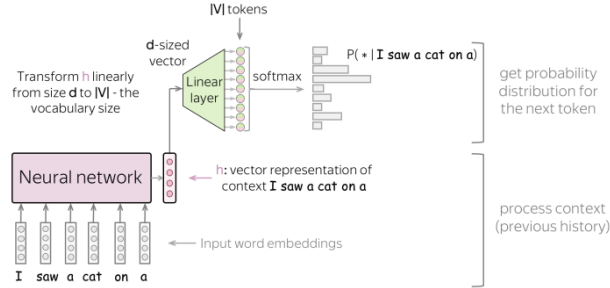 |V| tokens
d-sized
vector
P( * | I saw a cat on a)
Transform h linearly
from size d to |V| - the
vocabulary size
Linear
layer
softmax
get probability
distribution for
the next token
Neural network
h: vector representation of
context I saw a cat on a
process context
(previous history)
Input word embeddings
I saw a cat on a